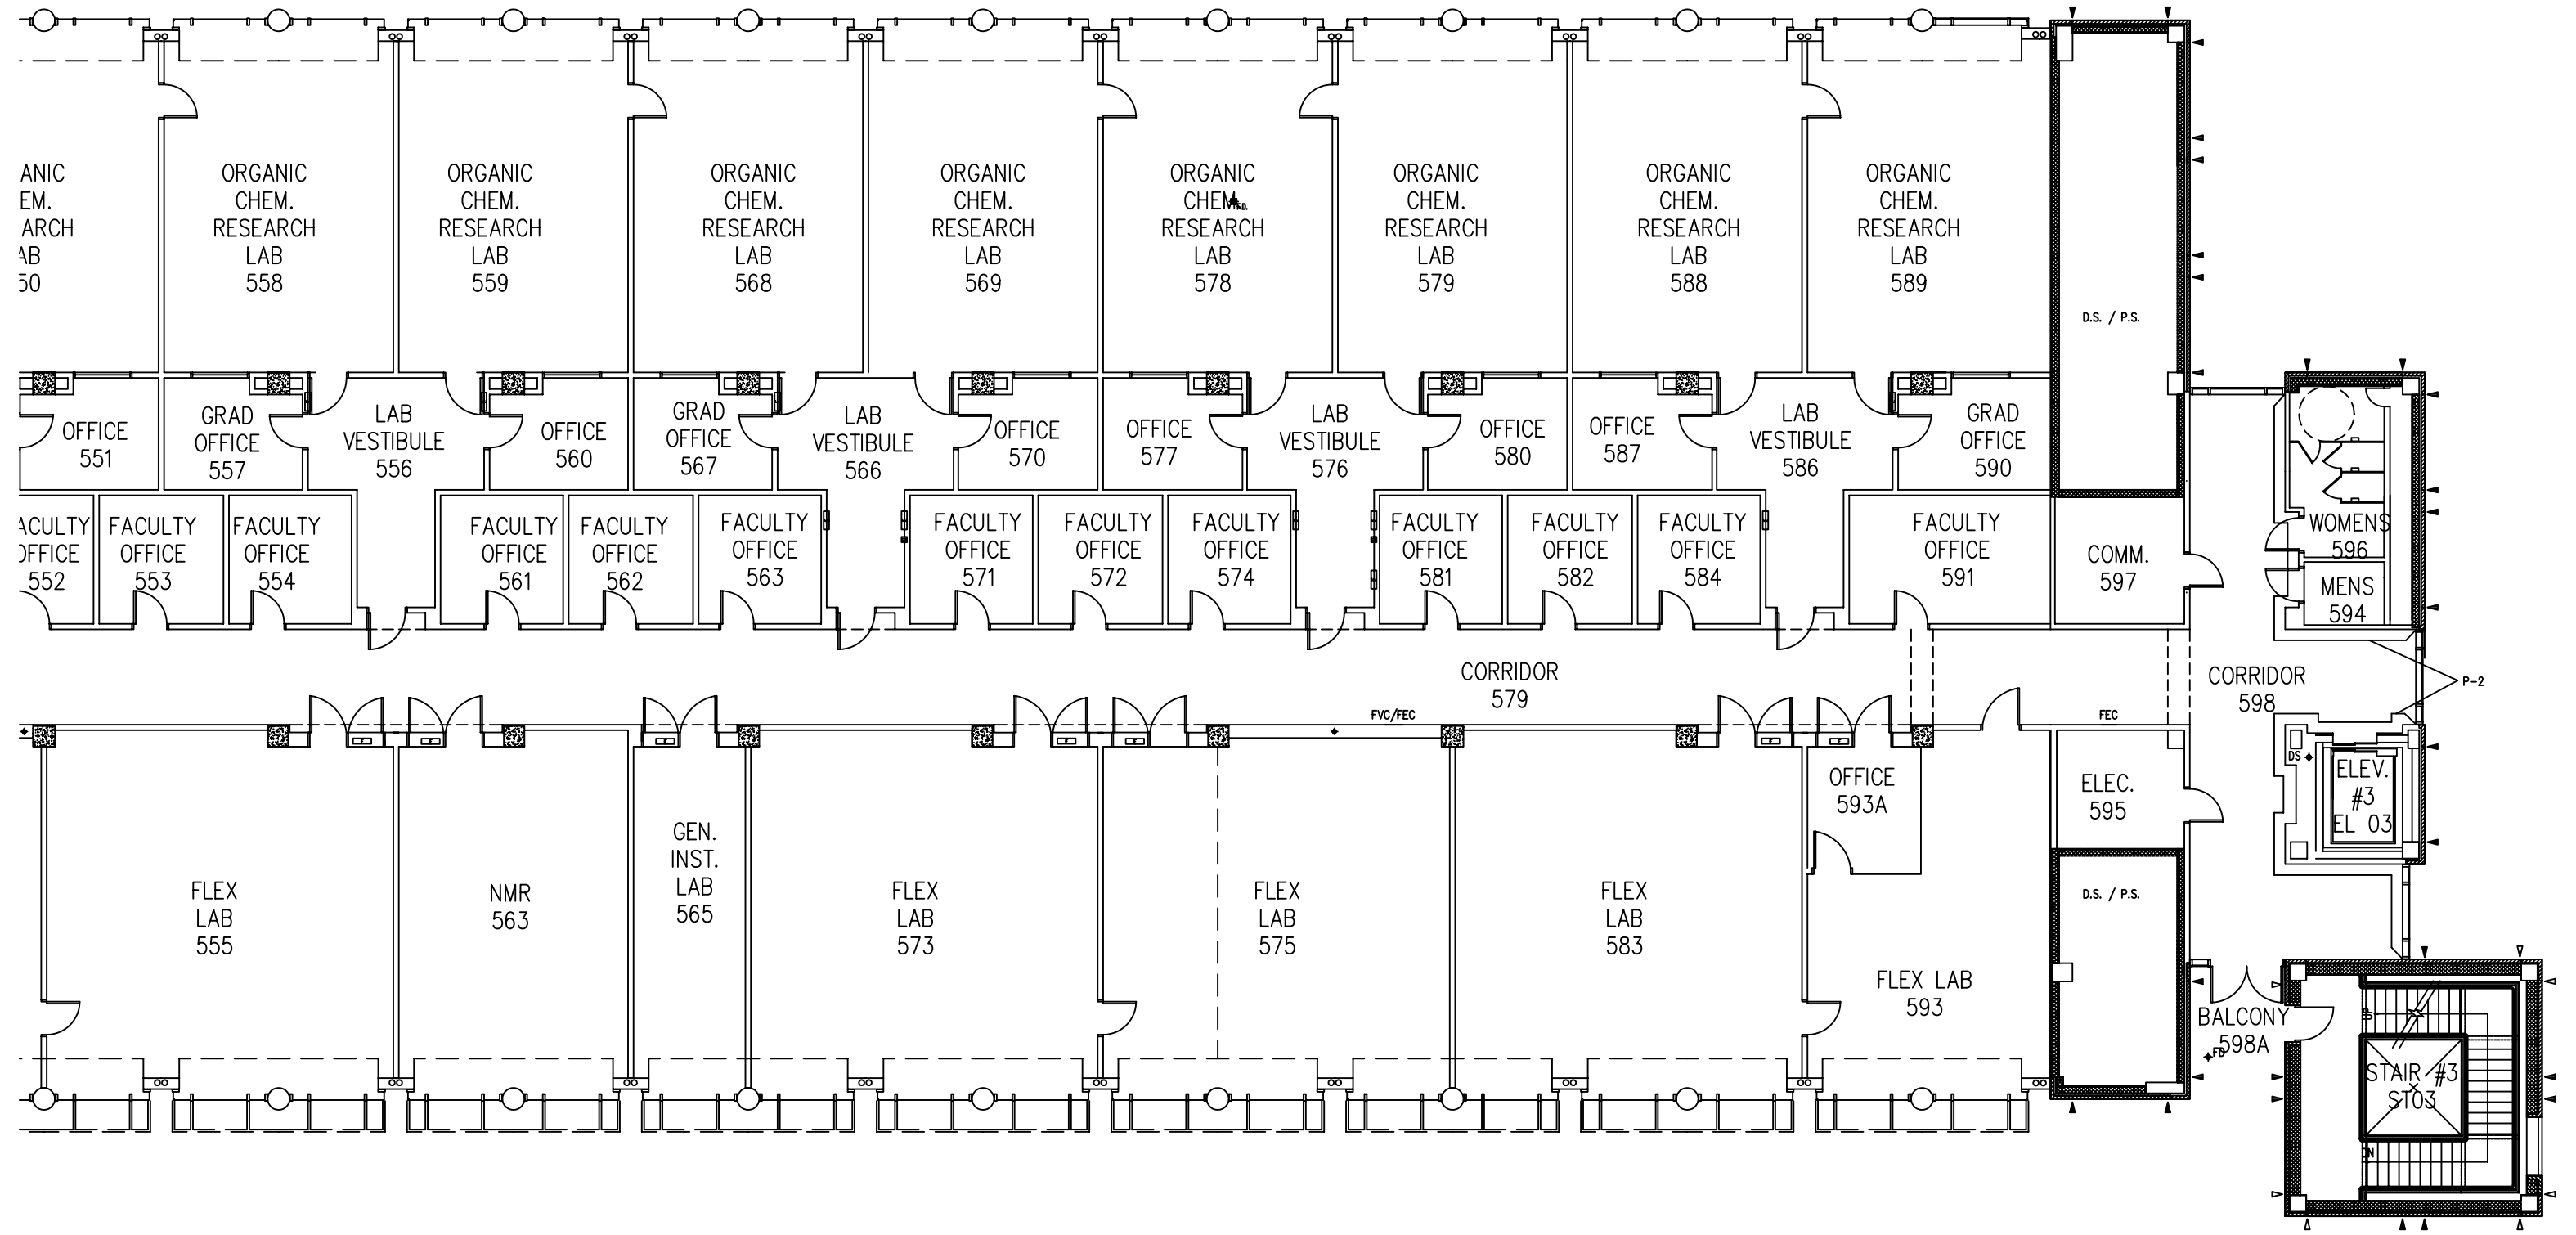 ANIC
EM.
ARCH
AB
50
ORGANIC
CHEM.
RESEARCH
LAB
558
ORGANIC
CHEM.
RESEARCH
LAB
559
ORGANIC
CHEM.
RESEARCH
LAB
568
ORGANIC
CHEM.
RESEARCH
LAB
569
ORGANIC
CHEM.
RESEARCH
LAB
578
F.D.
ORGANIC
CHEM.
RESEARCH
LAB
579
ORGANIC
CHEM.
RESEARCH
LAB
588
ORGANIC
CHEM.
RESEARCH
LAB
589
D.S. / P.S.
OFFICE
551
GRAD
OFFICE
557
LAB
VESTIBULE
556
OFFICE
560
GRAD
OFFICE
567
LAB
VESTIBULE
566
OFFICE
570
OFFICE
577
LAB
VESTIBULE
576
OFFICE
580
OFFICE
587
LAB
VESTIBULE
586
GRAD
OFFICE
590
ACULTY
OFFICE
552
FACULTY
OFFICE
553
FACULTY
OFFICE
554
FACULTY
OFFICE
561
FACULTY
OFFICE
562
FACULTY
OFFICE
563
FACULTY
OFFICE
571
FACULTY
OFFICE
572
FACULTY
OFFICE
574
FACULTY
OFFICE
581
FACULTY
OFFICE
582
FACULTY
OFFICE
584
FACULTY
OFFICE
591
COMM.
597
WOMENS
596
MENS
594
CORRIDOR
579
CORRIDOR
598
P-2
FVC/FEC
FEC
FLEX
LAB
555
NMR
563
GEN.
INST.
LAB
565
FLEX
LAB
573
FLEX
LAB
575
FLEX
LAB
583
OFFICE
593A
FLEX LAB
593
ELEC.
595
D.S. / P.S.
DS
ELEV.
#3
EL 03
BALCONY
598A
FD
UP
STAIR #3
ST03
DN